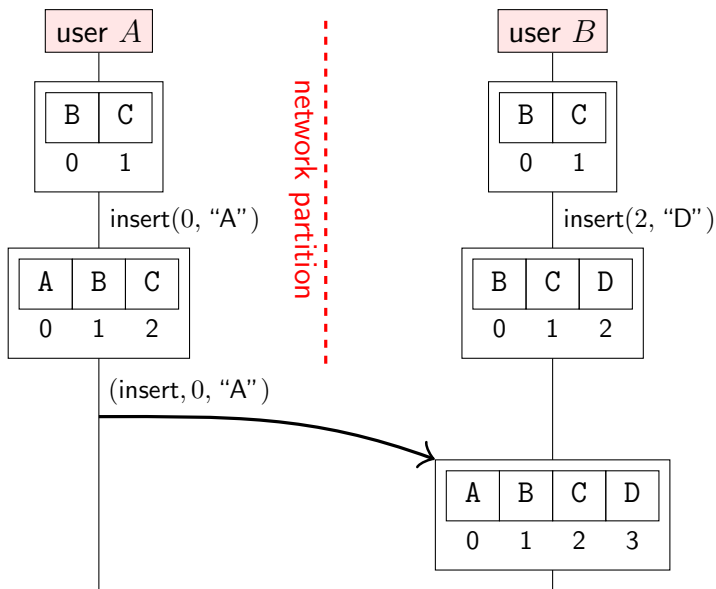 user A
user B
network partition
B C
0 1
B C
0 1
insert(0, “A”)
insert(2, “D”)
A B C
0 1 2
B C D
0 1 2
(insert, 0, “A”)
A B C D
0 1 2 3